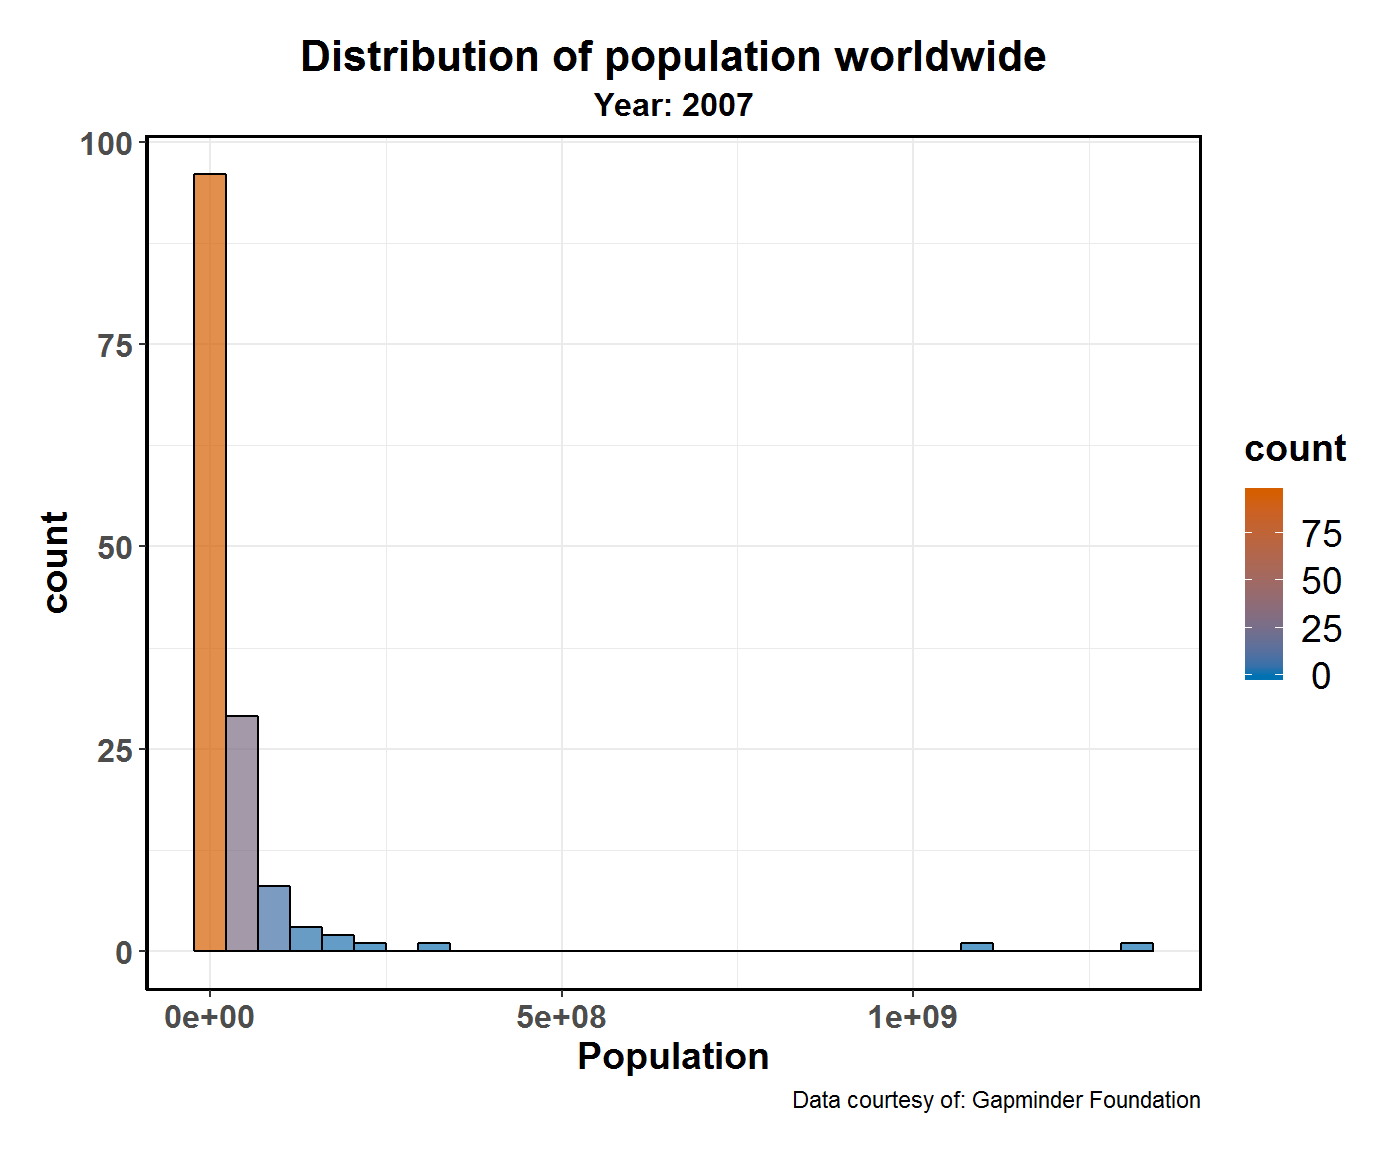 Distribution of population worldwide
Year: 2007
100
75
50
25
0
count
0e+00 5e+08 1e+09
Population
count
75
50
25
0
Data courtesy of: Gapminder Foundation